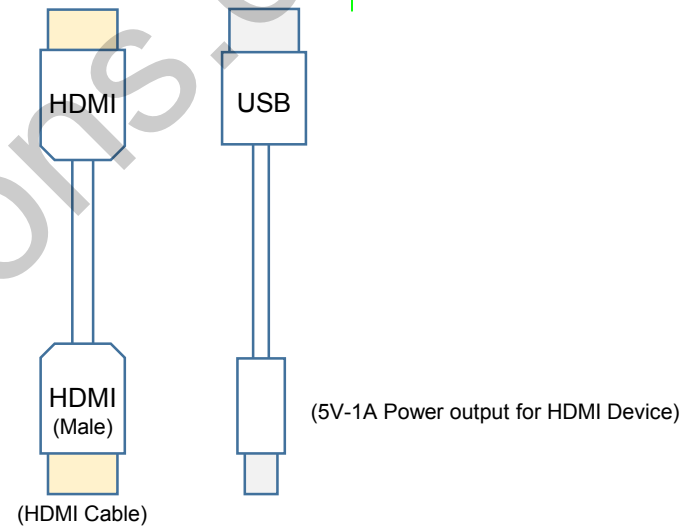 HDMI
USB
HDMI
(Male)
(5V-1A Power output for HDMI Device)
(HDMI Cable)